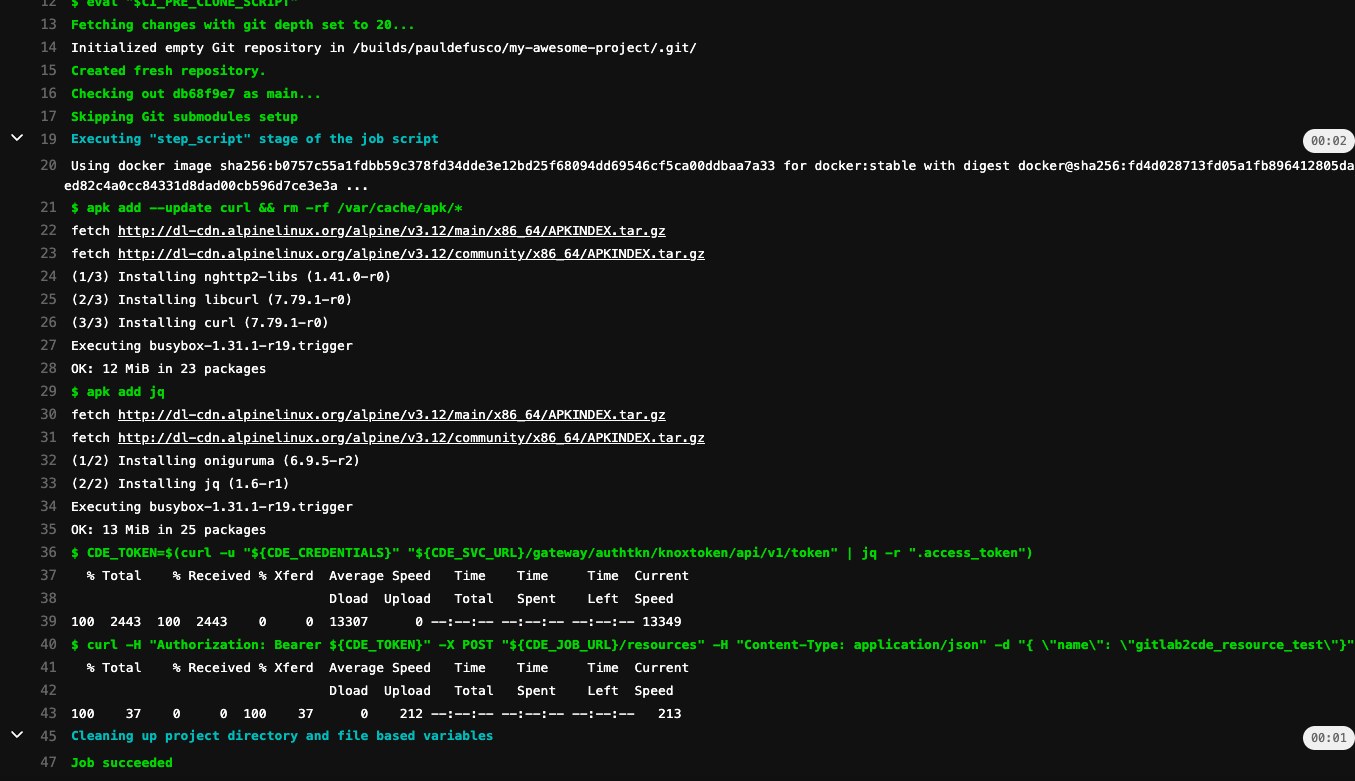 12 $ eval "$CI_PRE_CLONE_SCRIPT"
13 Fetching changes with git depth set to 20...
14 Initialized empty Git repository in /builds/pauldefusco/my-awesome-project/.git/
15 Created fresh repository.
16 Checking out db68f9e7 as main...
17 Skipping Git submodules setup
19 Executing "step_script" stage of the job script 00:02
20 Using docker image sha256:b0757c55a1fdbb59c378fd34dde3e12bd25f68094dd69546cf5ca00ddbaa7a33 for docker:stable with digest docker@sha256:fd4d028713fd05a1fb896412805da
ed82c4a0cc84331d8dad00cb596d7ce3e3a ...
21 $ apk add --update curl && rm -rf /var/cache/apk/*
22 fetch http://dl-cdn.alpinelinux.org/alpine/v3.12/main/x86_64/APKINDEX.tar.gz
23 fetch http://dl-cdn.alpinelinux.org/alpine/v3.12/community/x86_64/APKINDEX.tar.gz
24 (1/3) Installing nghttp2-libs (1.41.0-r0)
25 (2/3) Installing libcurl (7.79.1-r0)
26 (3/3) Installing curl (7.79.1-r0)
27 Executing busybox-1.31.1-r19.trigger
28 OK: 12 MiB in 23 packages
29 $ apk add jq
30 fetch http://dl-cdn.alpinelinux.org/alpine/v3.12/main/x86_64/APKINDEX.tar.gz
31 fetch http://dl-cdn.alpinelinux.org/alpine/v3.12/community/x86_64/APKINDEX.tar.gz
32 (1/2) Installing oniguruma (6.9.5-r2)
33 (2/2) Installing jq (1.6-r1)
34 Executing busybox-1.31.1-r19.trigger
35 OK: 13 MiB in 25 packages
36 $ CDE_TOKEN=$(curl -u "${CDE_CREDENTIALS}" "${CDE_SVC_URL}/gateway/authtkn/knoxtoken/api/v1/token" | jq -r ".access_token")
37 % Total % Received % Xferd Average Speed Time Time Time Current
38 Dload Upload Total Spent Left Speed
39 100 2443 100 2443 0 0 13307 0 --:--:-- --:--:-- --:--:-- 13349
40 $ curl -H "Authorization: Bearer ${CDE_TOKEN}" -X POST "${CDE_JOB_URL}/resources" -H "Content-Type: application/json" -d "{ \"name\": \"gitlab2cde_resource_test\"}"
41 % Total % Received % Xferd Average Speed Time Time Time Current
42 Dload Upload Total Spent Left Speed
43 100 37 0 0 100 37 0 212 --:--:-- --:--:-- --:--:-- 213
45 Cleaning up project directory and file based variables 00:01
47 Job succeeded